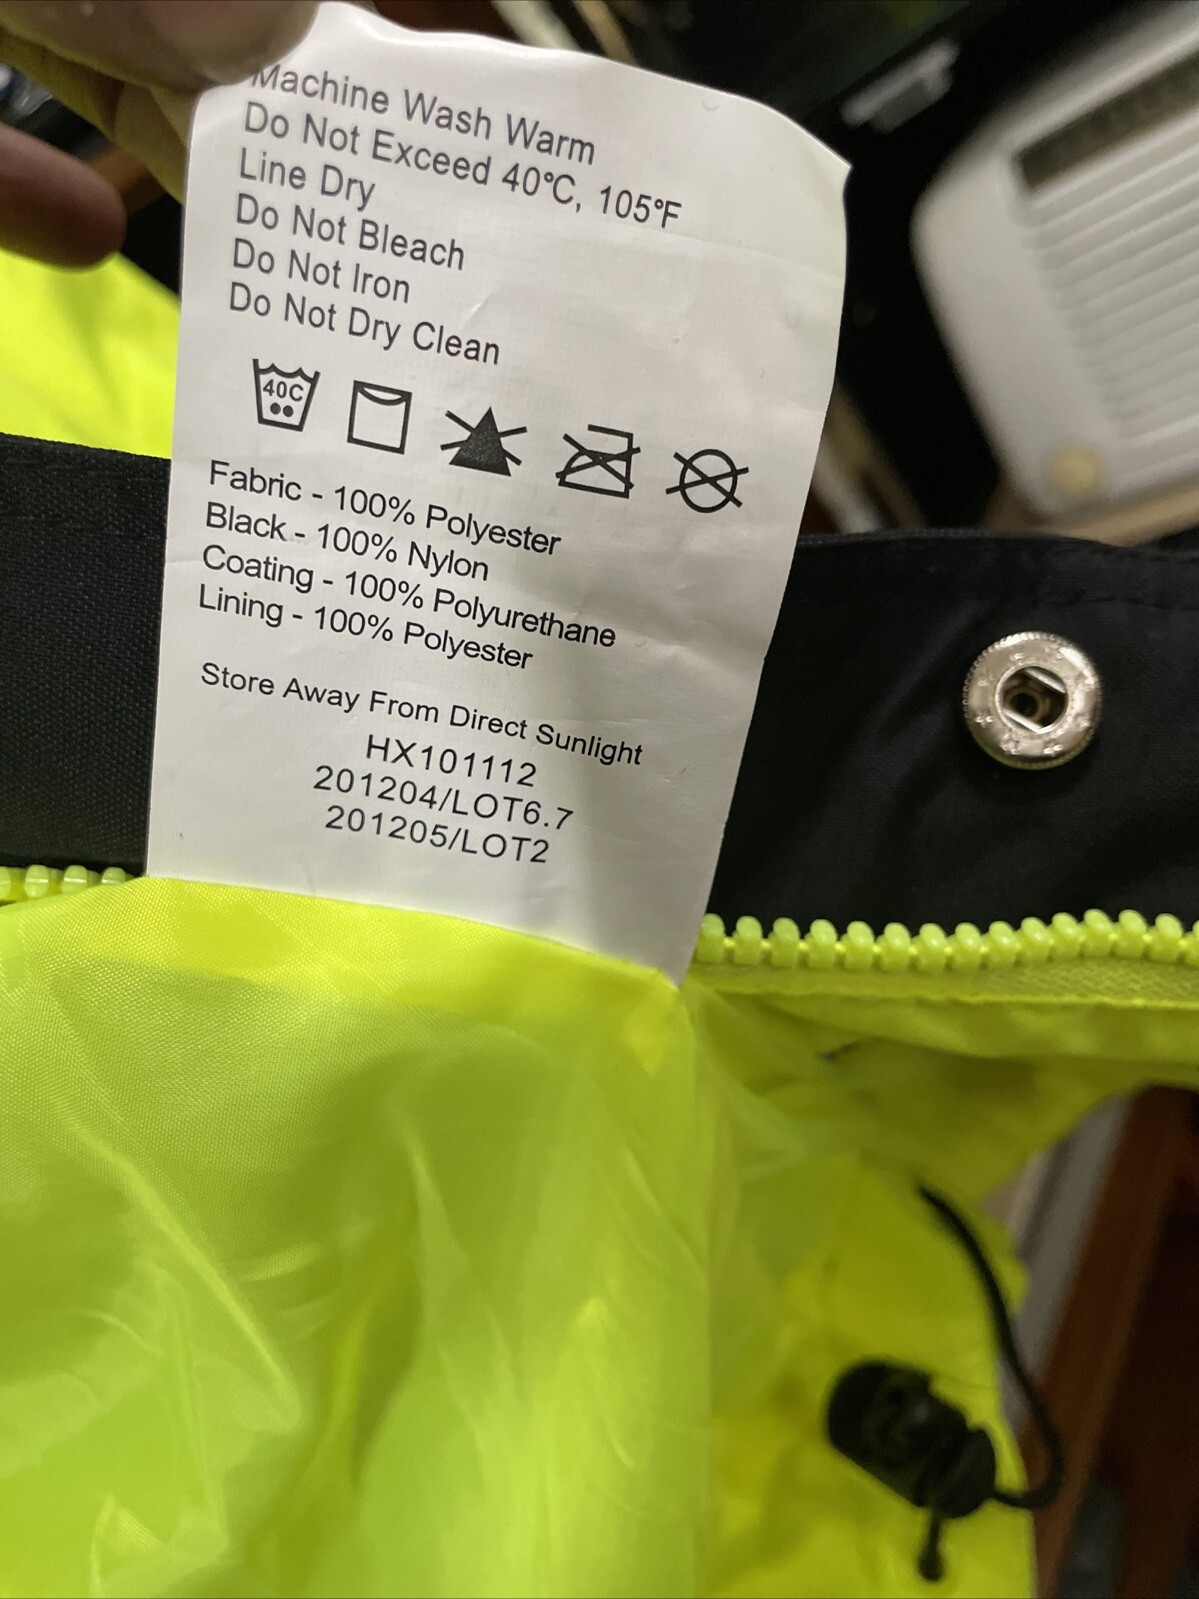 Machine Wash Warm
Do Not Exceed 40°C, 105°F
Line Dry
Do Not Bleach
Do Not Iron
Do Not Dry Clean
40C
Fabric - 100% Polyester
Black - 100% Nylon
Coating - 100% Polyurethane
Lining - 100% Polyester
Store Away From Direct Sunlight
HX101112
201204/LOT6.7
201205/LOT2